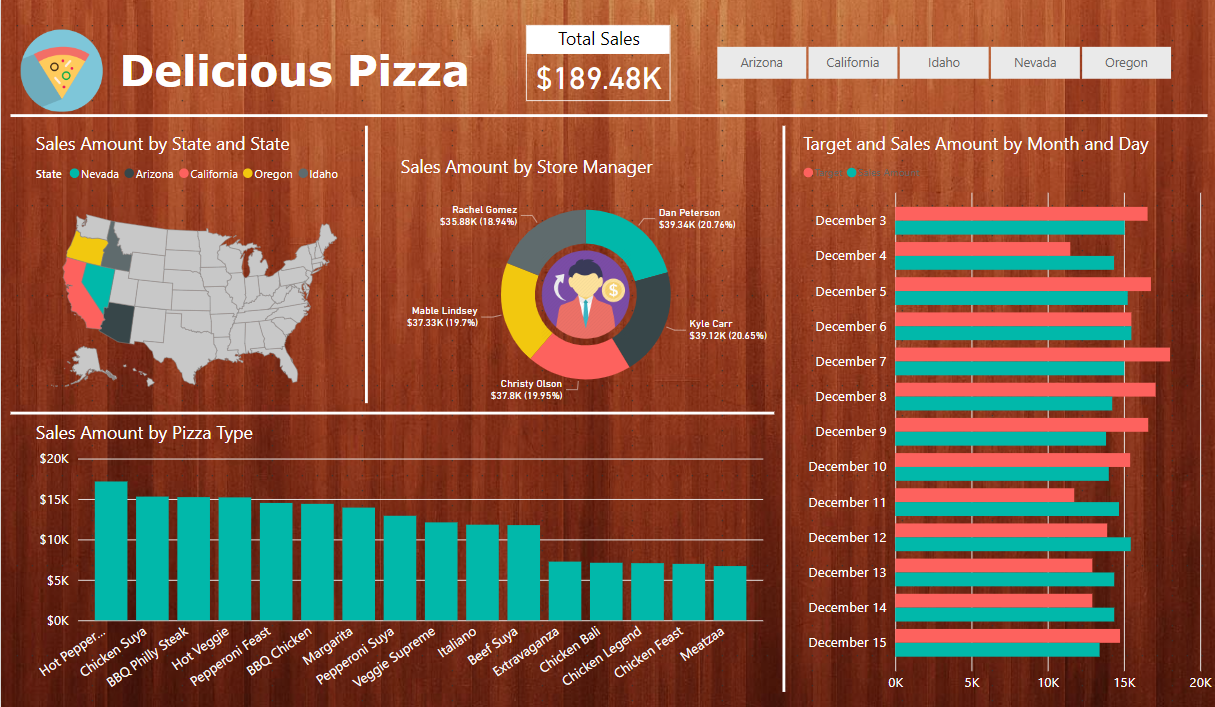 Delicious Pizza
Total Sales
$189.48K
Arizona
California
Idaho
Nevada
Oregon
Sales Amount by State and State
State Nevada Arizona California Oregon Idaho
Sales Amount by Store Manager
Rachel Gomez
$35.88K (18.94%)
Dan Peterson
$39.34K (20.76%)
Mable Lindsey
$37.33K (19.7%)
Kyle Carr
$39.12K (20.65%)
Christy Olson
$37.8K (19.95%)
Sales Amount by Pizza Type
$20K
$15K
$10K
$5K
$0K
Hot Pepper...
Chicken Suya
BBQ Philly Steak
Hot Veggie
Pepperoni Feast
BBQ Chicken
Margarita
Pepperoni Suya
Veggie Supreme
Italiano
Beef Suya
Extravaganza
Chicken Bali
Chicken Legend
Chicken Feast
Meatzaa
Target and Sales Amount by Month and Day
December 3
December 4
December 5
December 6
December 7
December 8
December 9
December 10
December 11
December 12
December 13
December 14
December 15
0K
5K
10K
15K
20K